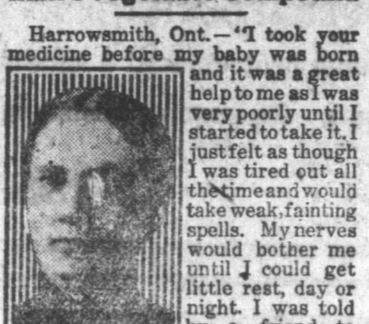 Harrowsmith, Ont.—"I took your
medicine before my baby was born
and it was a great
help to me as I was
very poorly until I
started to take it. I
just felt as though
I was tired out all
the time and would
take weak, fainting
spells. My nerves
would bother me
until I could get
little rest, day or
night. I was told